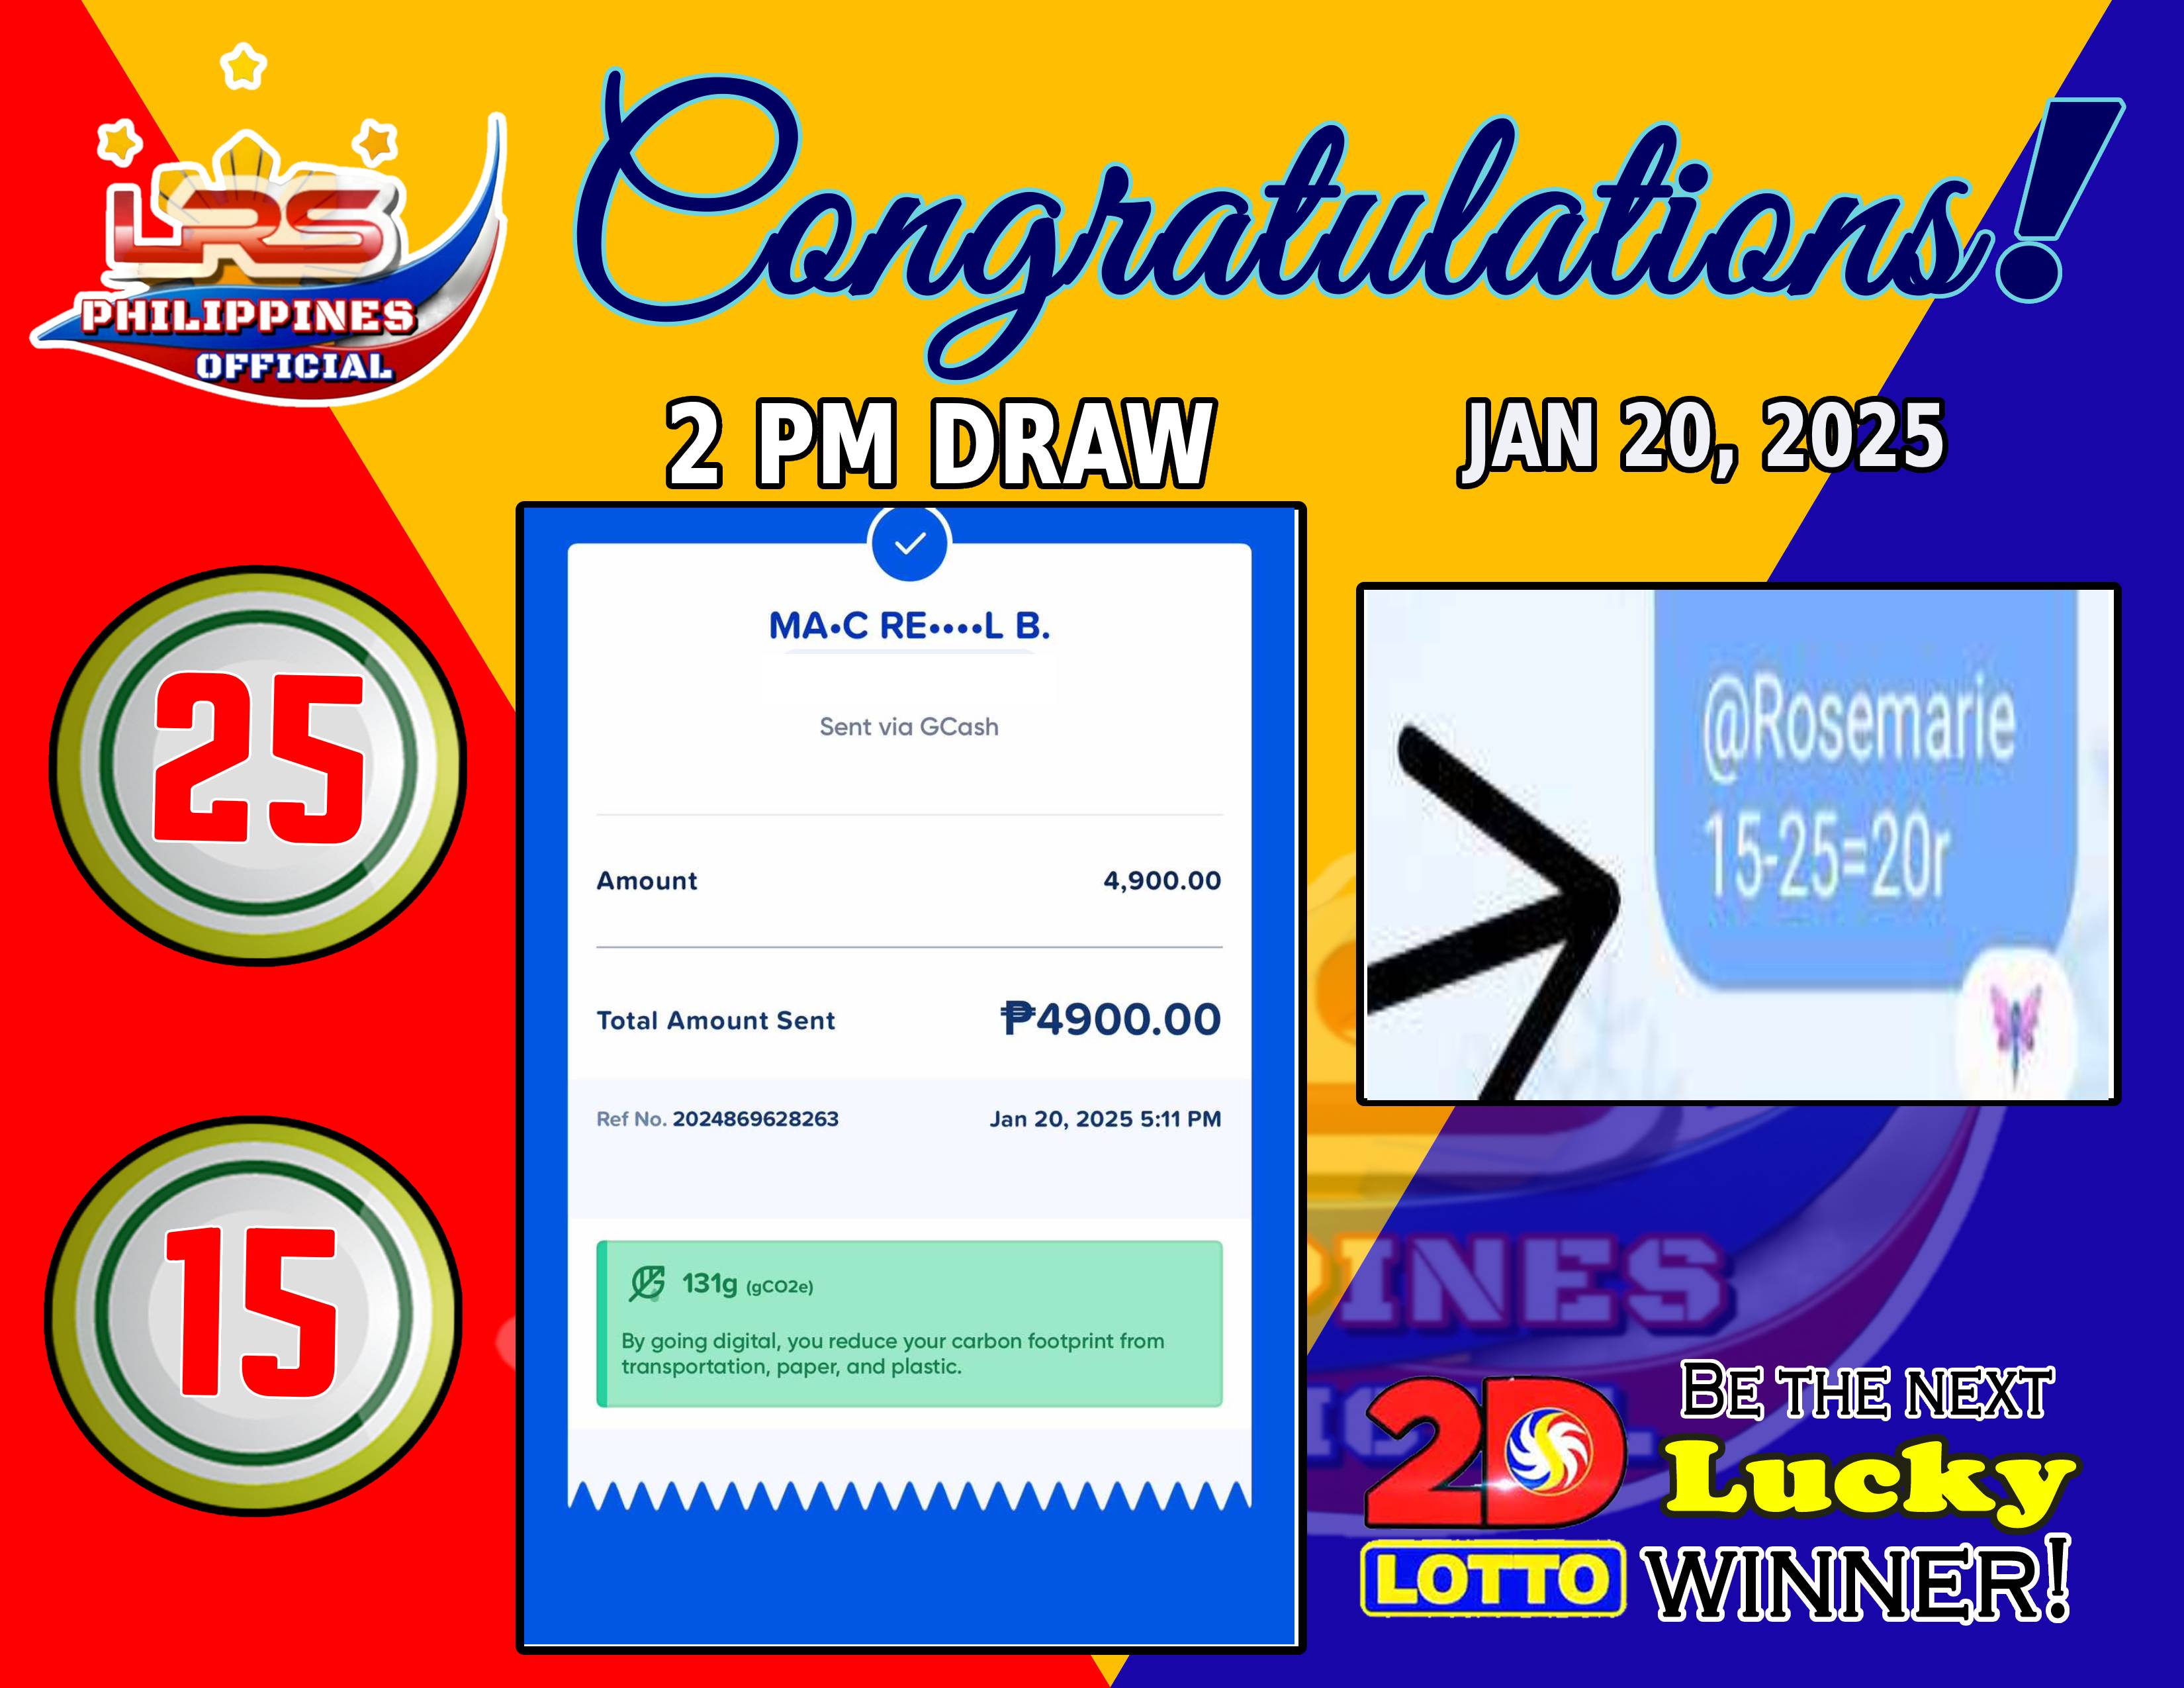 LRS
PHILIPPINES
OFFICIAL
Congratulations!
2 PM DRAW
JAN 20, 2025
25
15
MA•C RE••••L B.
Sent via GCash
Amount 4,900.00
Total Amount Sent ₱4900.00
Ref No. 2024869628263 Jan 20, 2025 5:11 PM
131g (gCO2e)
By going digital, you reduce your carbon footprint from
transportation, paper, and plastic.
@Rosemarie
15-25=20r
PINES
2D
LOTTO
BE THE NEXT
Lucky
WINNER!